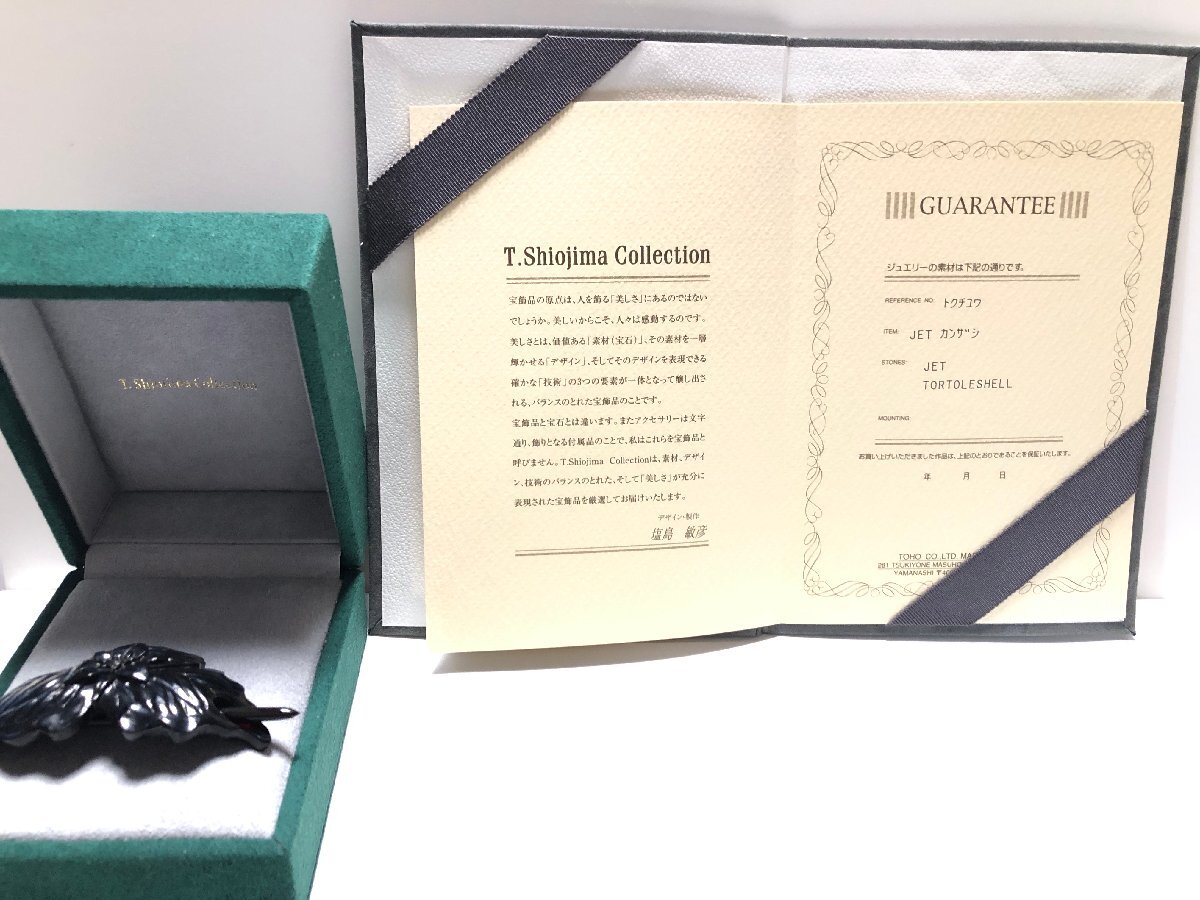 T.Shiojima Collection
T.Shiojima Collection
宝飾品の原点は、人を飾る「美しさ」にあるのではない
でしょうか。美しいからこそ、人々は感動するのです。
美しさとは、価値ある「素材(宝石)」、その素材を一層
輝かせる「デザイン」、そしてそのデザインを表現できる
確かな「技術」の3つの要素が一体となって醸し出さ
れる、バランスのとれた宝飾品のことです。
宝飾品と宝石とは違います。またアクセサリーは文字
通り、飾りとなる付属品のことで、私はこれらを宝飾品と
呼びません。T.Shiojima Collectionは、素材、デザイ
ン、技術のバランスのとれた、そして「美しさ」が充分に
表現された宝飾品を厳選してお届けいたします。
デザイン・制作
塩島 敏彦
GUARANTEE
ジュエリーの素材は下記の通りです。
REFERENCE NO: トクチユワ
ITEM: JET カンザシ
STONES: JET
TORTOLESHELL
MOUNTING:
お買い上げいただきました作品は、上記のとおりであることを保証いたします。
年 月 日
TOHO CO.,LTD.
281 TSUKIYONE MASUHO
YAMANASHI 〒40